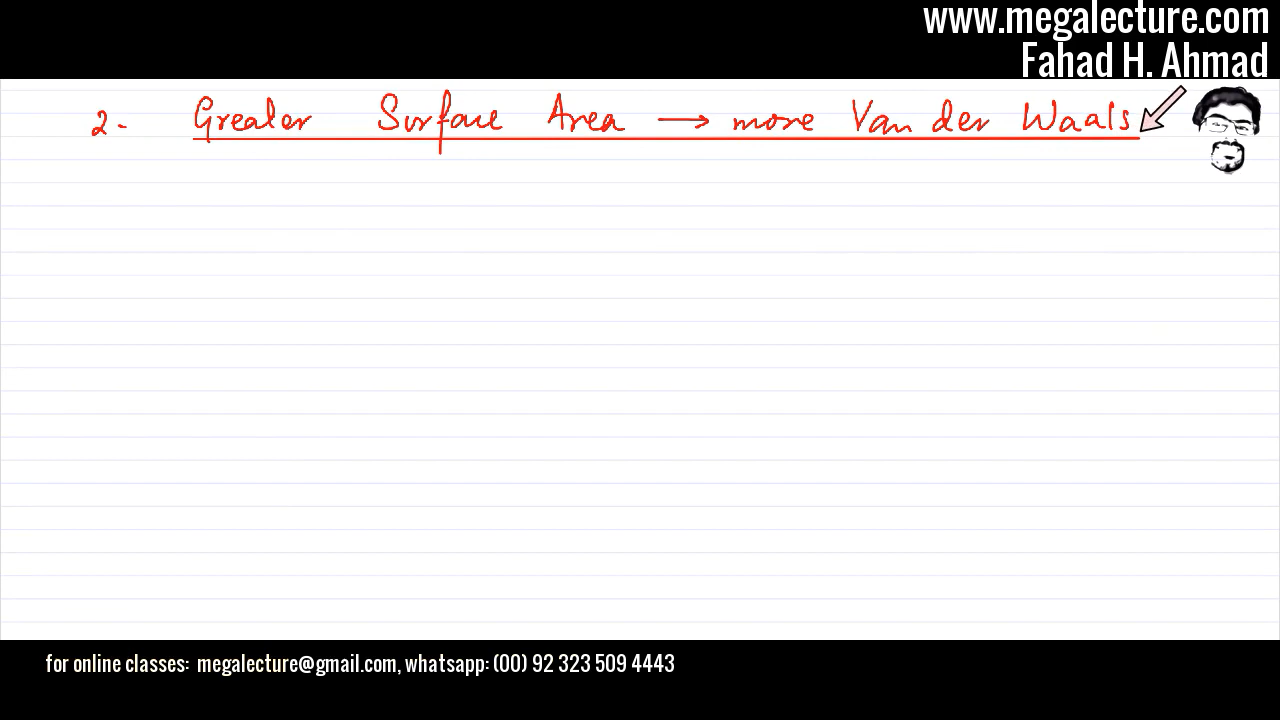 www.megalecture.com
Fahad H. Ahmad
2- Greater Surface Area → more Van der Waals
for online classes: megalecture@gmail.com, whatsapp: (00) 92 323 509 4443